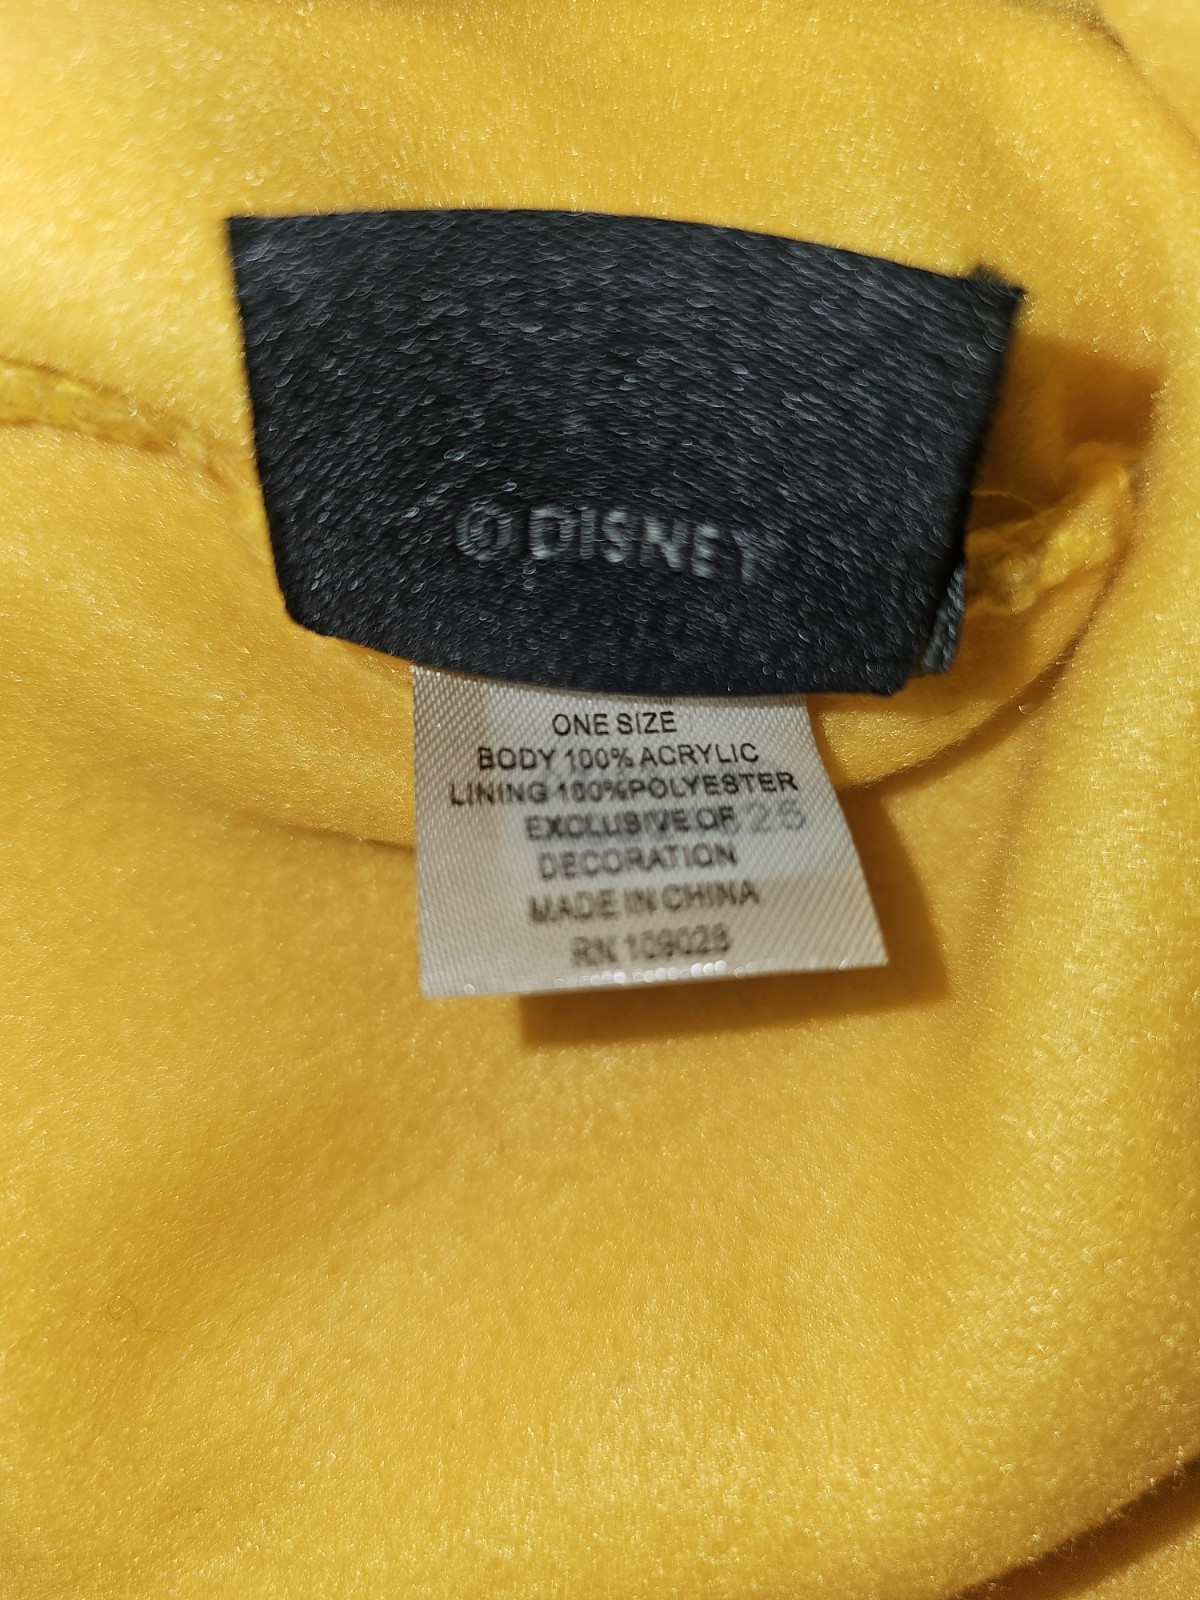 © DISNEY
ONE SIZE
BODY 100% ACRYLIC
LINING 100%POLYESTER
EXCLUSIVE OF
DECORATION
MADE IN CHINA
RN 109028